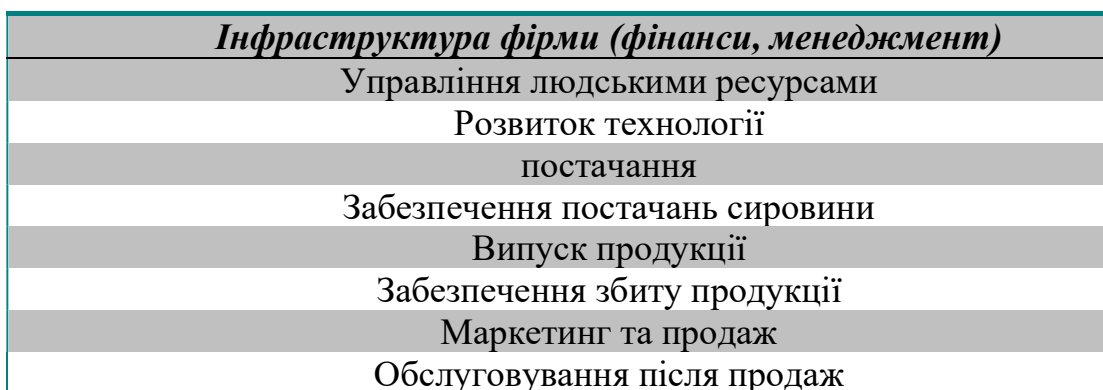 Інфраструктура фірми (фінанси, менеджмент)
Управління людськими ресурсами
Розвиток технології
постачання
Забезпечення постачань сировини
Випуск продукції
Забезпечення збиту продукції
Маркетинг та продаж
Обслуговування після продаж